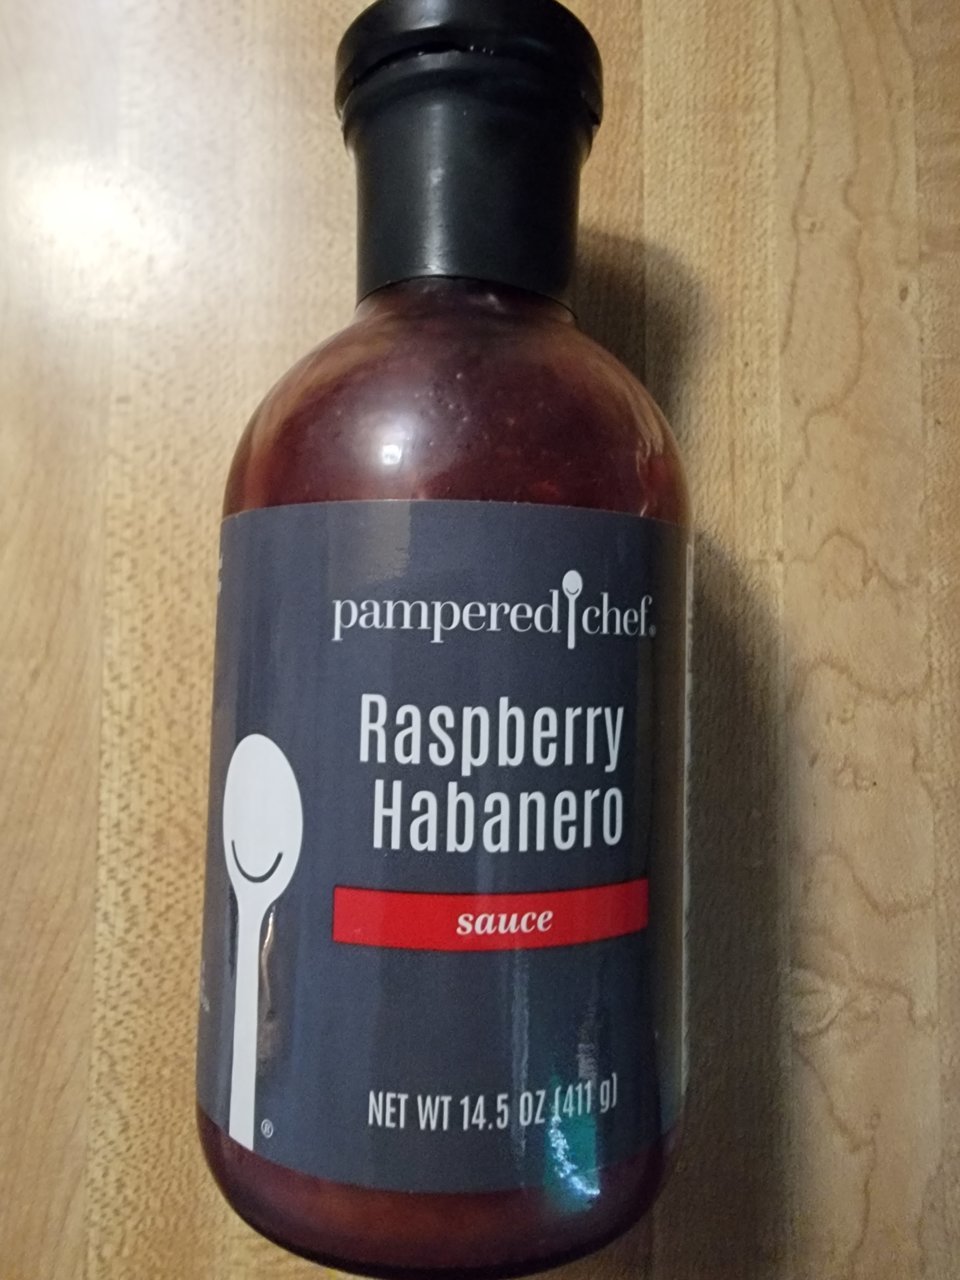 pampered chef®
Raspberry
Habanero
sauce
NET WT 14.5 OZ (411 g)
®